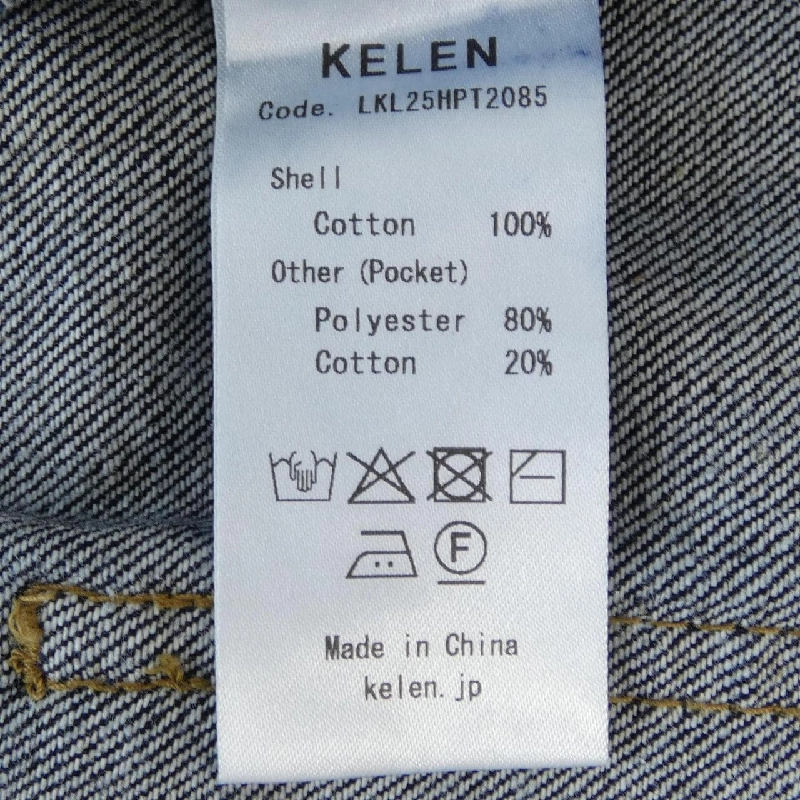 KELEN
Code. LKL25HPT2085
Shell
Cotton 100%
Other (Pocket)
Polyester 80%
Cotton 20%
F
Made in China
kelen.jp